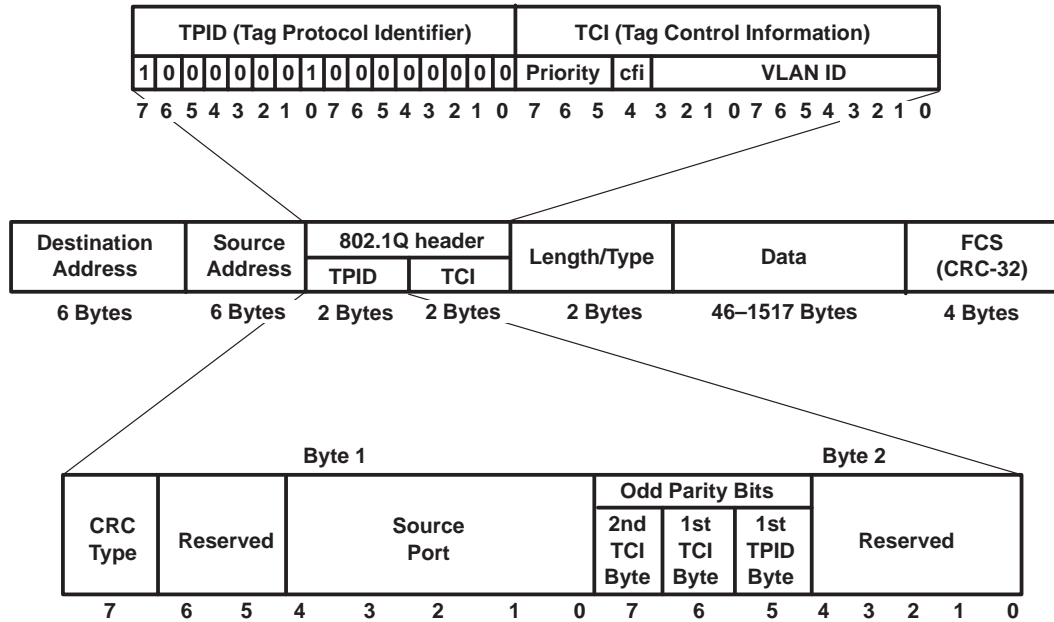 TPID (Tag Protocol Identifier) TCI (Tag Control Information)
1 0 0 0 0 0 0 1 0 0 0 0 0 0 0 0 Priority cfi VLAN ID
7 6 5 4 3 2 1 0 7 6 5 4 3 2 1 0 7 6 5 4 3 2 1 0 7 6 5 4 3 2 1 0
Destination Address Source Address 802.1Q header TPID TCI Length/Type Data FCS (CRC-32)
6 Bytes 6 Bytes 2 Bytes 2 Bytes 2 Bytes 46–1517 Bytes 4 Bytes
Byte 1 Byte 2
CRC Type Reserved Source Port Odd Parity Bits 2nd TCI Byte 1st TCI Byte 1st TPID Byte Reserved
7 6 5 4 3 2 1 0 7 6 5 4 3 2 1 0